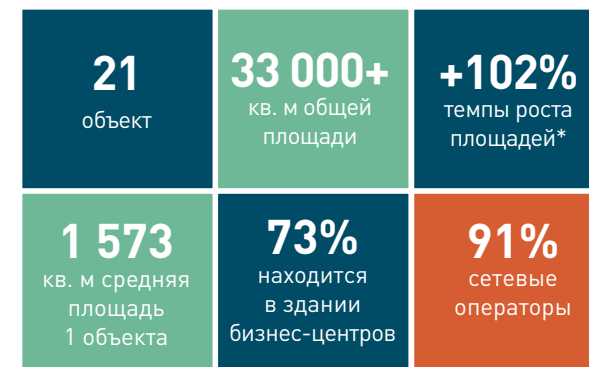 21
объект
33 000+
кв. м общей
площади
+102%
темпы роста
площадей*
1 573
кв. м средняя
площадь
1 объекта
73%
находится
в здании
бизнес-центров
91%
сетевые
операторы